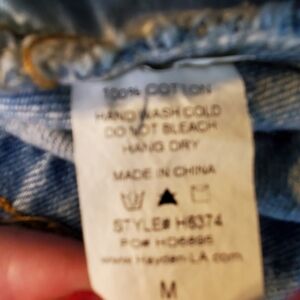 100% COTTON
HAND WASH COLD
DO NOT BLEACH
HANG DRY
MADE IN CHINA
STYLE# H6374
PO# HD6895
www.Hayden-LA.com
M